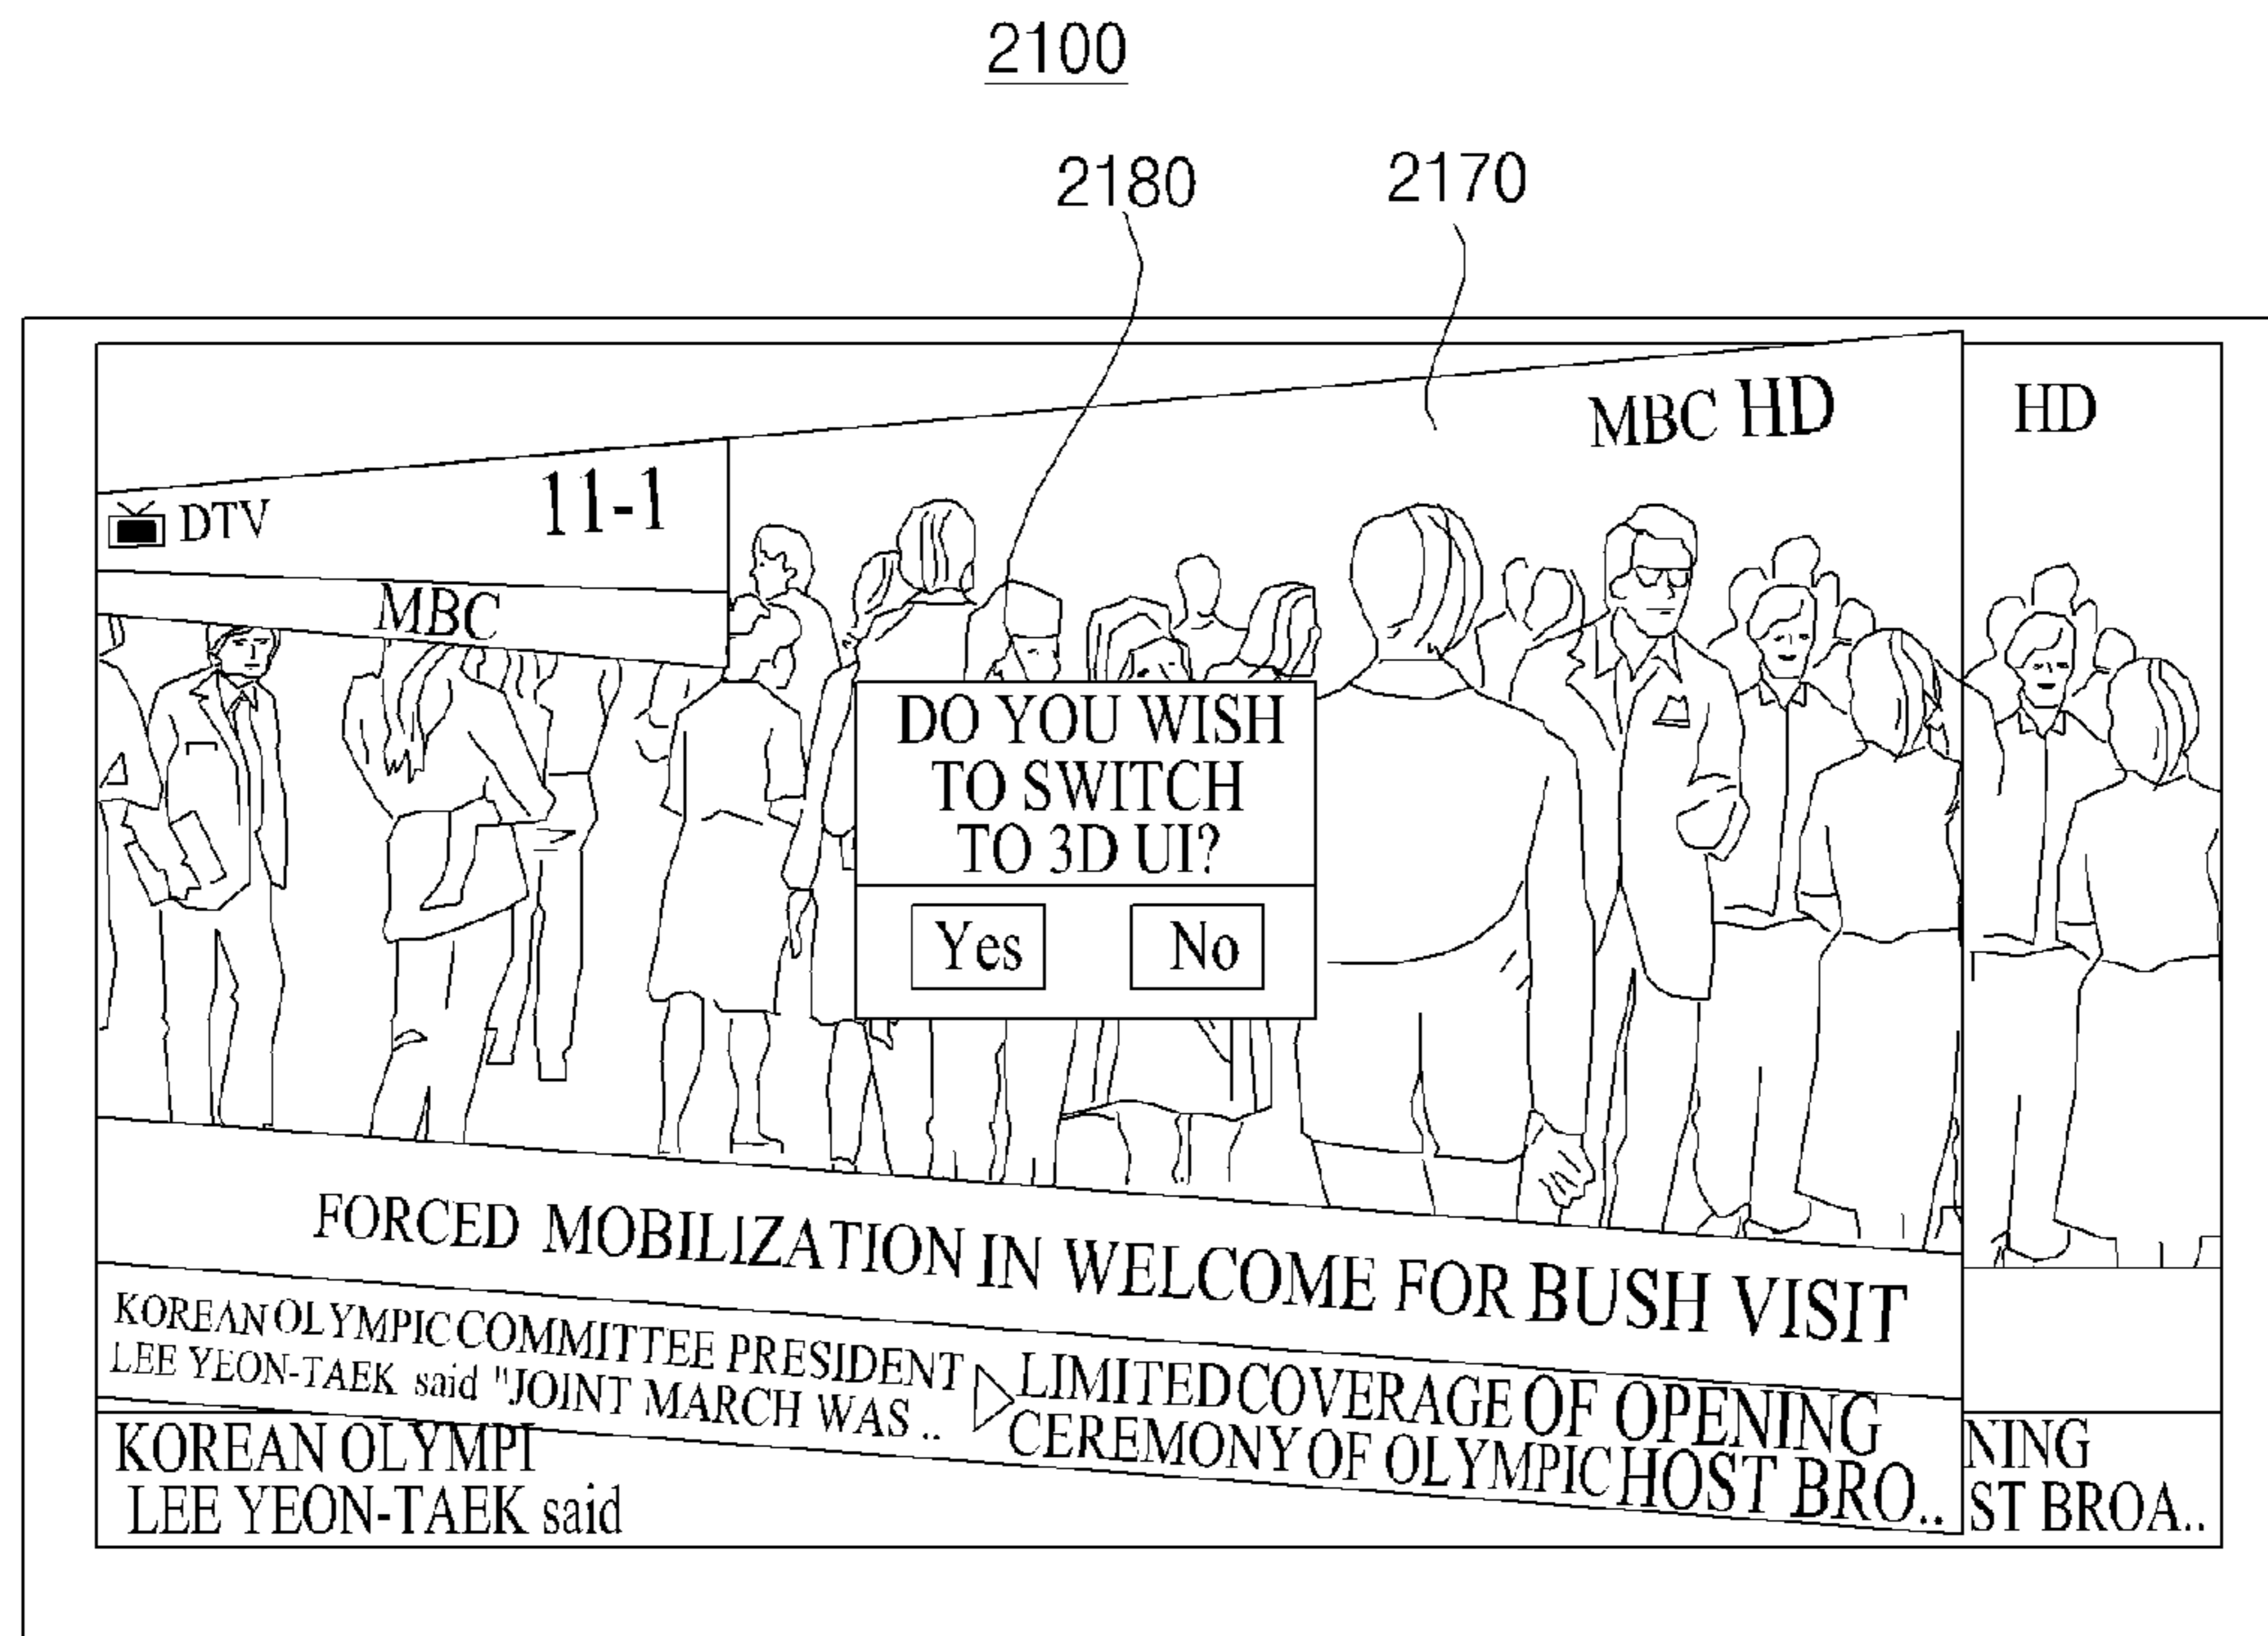 2100
2180
2170
MBC HD
HD
DTV
11-1
MBC
DO YOU WISH
TO SWITCH
TO 3D UI?
Yes
No
FORCED MOBILIZATION IN WELCOME FOR BUSH VISIT
KOREAN OLYMPIC COMMITTEE PRESIDENT
LEE YEON-TAEK said "JOINT MARCH WAS ..
LIMITED COVERAGE OF OPENING
CEREMONY OF OLYMPIC HOST BRO..
KOREAN OLYMPI
LEE YEON-TAEK said
NING
ST BROA..